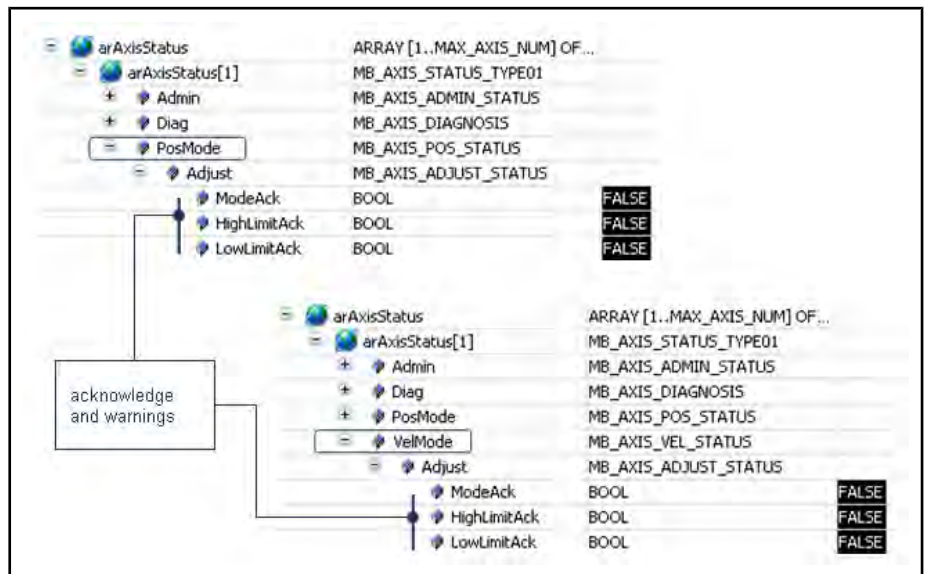 arAxisStatus ARRAY [1..MAX_AXIS_NUM] OF...
arAxisStatus[1] MB_AXIS_STATUS_TYPE01
Admin MB_AXIS_ADMIN_STATUS
Diag MB_AXIS_DIAGNOSIS
PosMode MB_AXIS_POS_STATUS
Adjust MB_AXIS_ADJUST_STATUS
ModeAck BOOL FALSE
HighLimitAck BOOL FALSE
LowLimitAck BOOL FALSE
arAxisStatus ARRAY [1..MAX_AXIS_NUM] OF...
arAxisStatus[1] MB_AXIS_STATUS_TYPE01
Admin MB_AXIS_ADMIN_STATUS
Diag MB_AXIS_DIAGNOSIS
PosMode MB_AXIS_POS_STATUS
VelMode MB_AXIS_VEL_STATUS
Adjust MB_AXIS_ADJUST_STATUS
ModeAck BOOL FALSE
HighLimitAck BOOL FALSE
LowLimitAck BOOL FALSE
acknowledge
and warnings